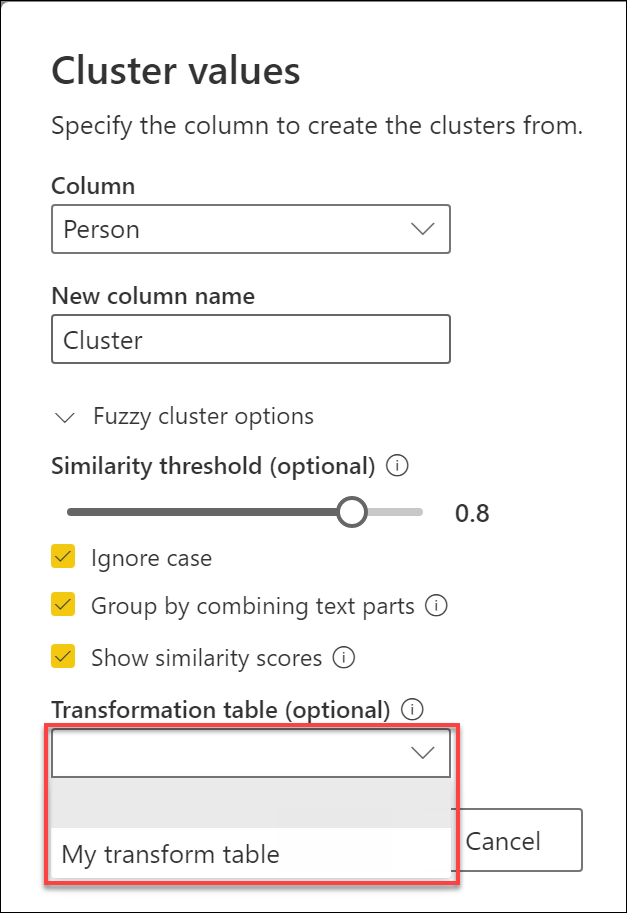 Cluster values
Specify the column to create the clusters from.
Column
Person
New column name
Cluster
Fuzzy cluster options
Similarity threshold (optional)
0.8
Ignore case
Group by combining text parts
Show similarity scores
Transformation table (optional)
My transform table
Cancel